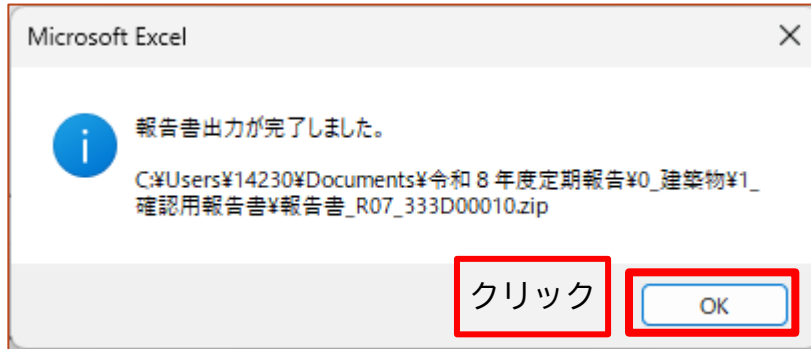 Microsoft Excel
報告書出力が完了しました。
C:¥Users¥14230¥Documents¥令和８年度定期報告¥0_建築物¥1_
確認用報告書¥報告書_R07_333D00010.zip
クリック
OK